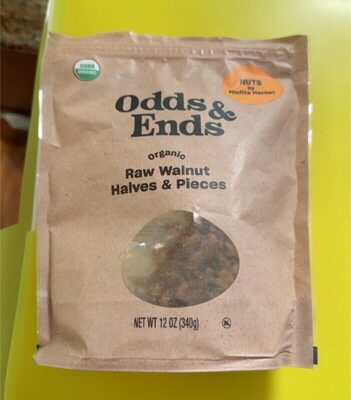 USDA
ORGANIC
NUTS
by
Misfits Market
Odds &
Ends
Organic
Raw Walnut
Halves & Pieces
NET WT 12 OZ (340g)
K